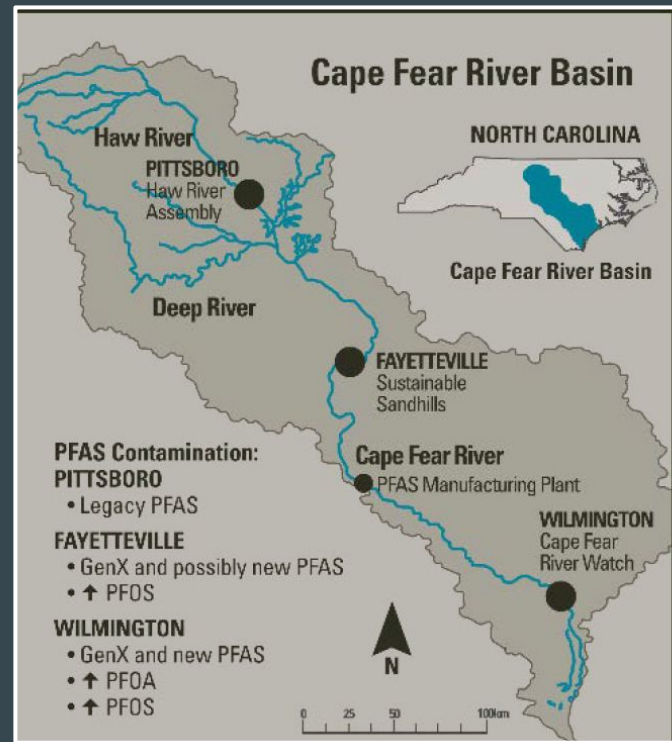 Cape Fear River Basin
NORTH CAROLINA
Cape Fear River Basin
Haw River
PITTSBORO
Haw River
Assembly
Deep River
FAYETTEVILLE
Sustainable
Sandhills
Cape Fear River
PFAS Manufacturing Plant
WILMINGTON
Cape Fear
River Watch
PFAS Contamination:
PITTSBORO
• Legacy PFAS
FAYETTEVILLE
• GenX and possibly new PFAS
• ↑ PFOS
WILMINGTON
• GenX and new PFAS
• ↑ PFOA
• ↑ PFOS
N
0 25 50 100km